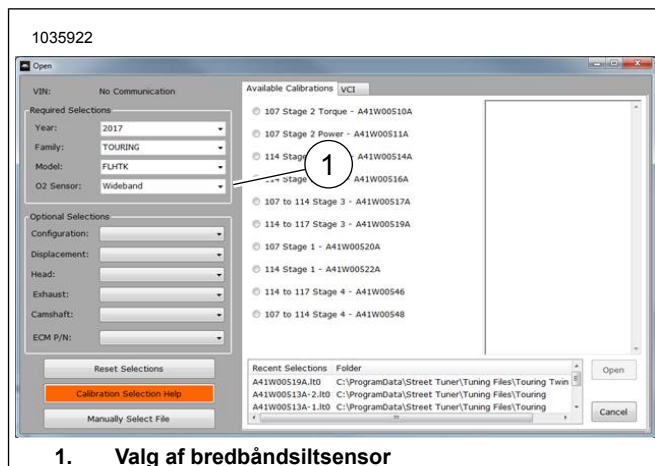 1035922
Open
VIN: No Communication
Required Selections
Year: 2017
Family: TOURING
Model: FLHTK
O2 Sensor: Wideband
Optional Selections
Configuration:
Displacement:
Head:
Exhaust:
Camshaft:
ECM P/N:
Reset Selections
Calibration Selection Help
Manually Select File
Available Calibrations VCI
107 Stage 2 Torque - A41W00510A
107 Stage 2 Power - A41W00511A
114 Stage A41W00514A
Stage A41W00516A
107 to 114 Stage 3 - A41W00517A
114 to 117 Stage 3 - A41W00519A
107 Stage 1 - A41W00520A
114 Stage 1 - A41W00522A
114 to 117 Stage 4 - A41W00546
107 to 114 Stage 4 - A41W00548
1
Recent Selections Folder
A41W00519A.lt0 C:\ProgramData\Street Tuner\Tuning Files\Touring Twin
A41W00513A-2.lt0 C:\ProgramData\Street Tuner\Tuning Files\Touring
A41W00513A-1.lt0 C:\ProgramData\Street Tuner\Tuning Files\Touring
Open
Cancel
1. Valg af bredbåndsiltsensor